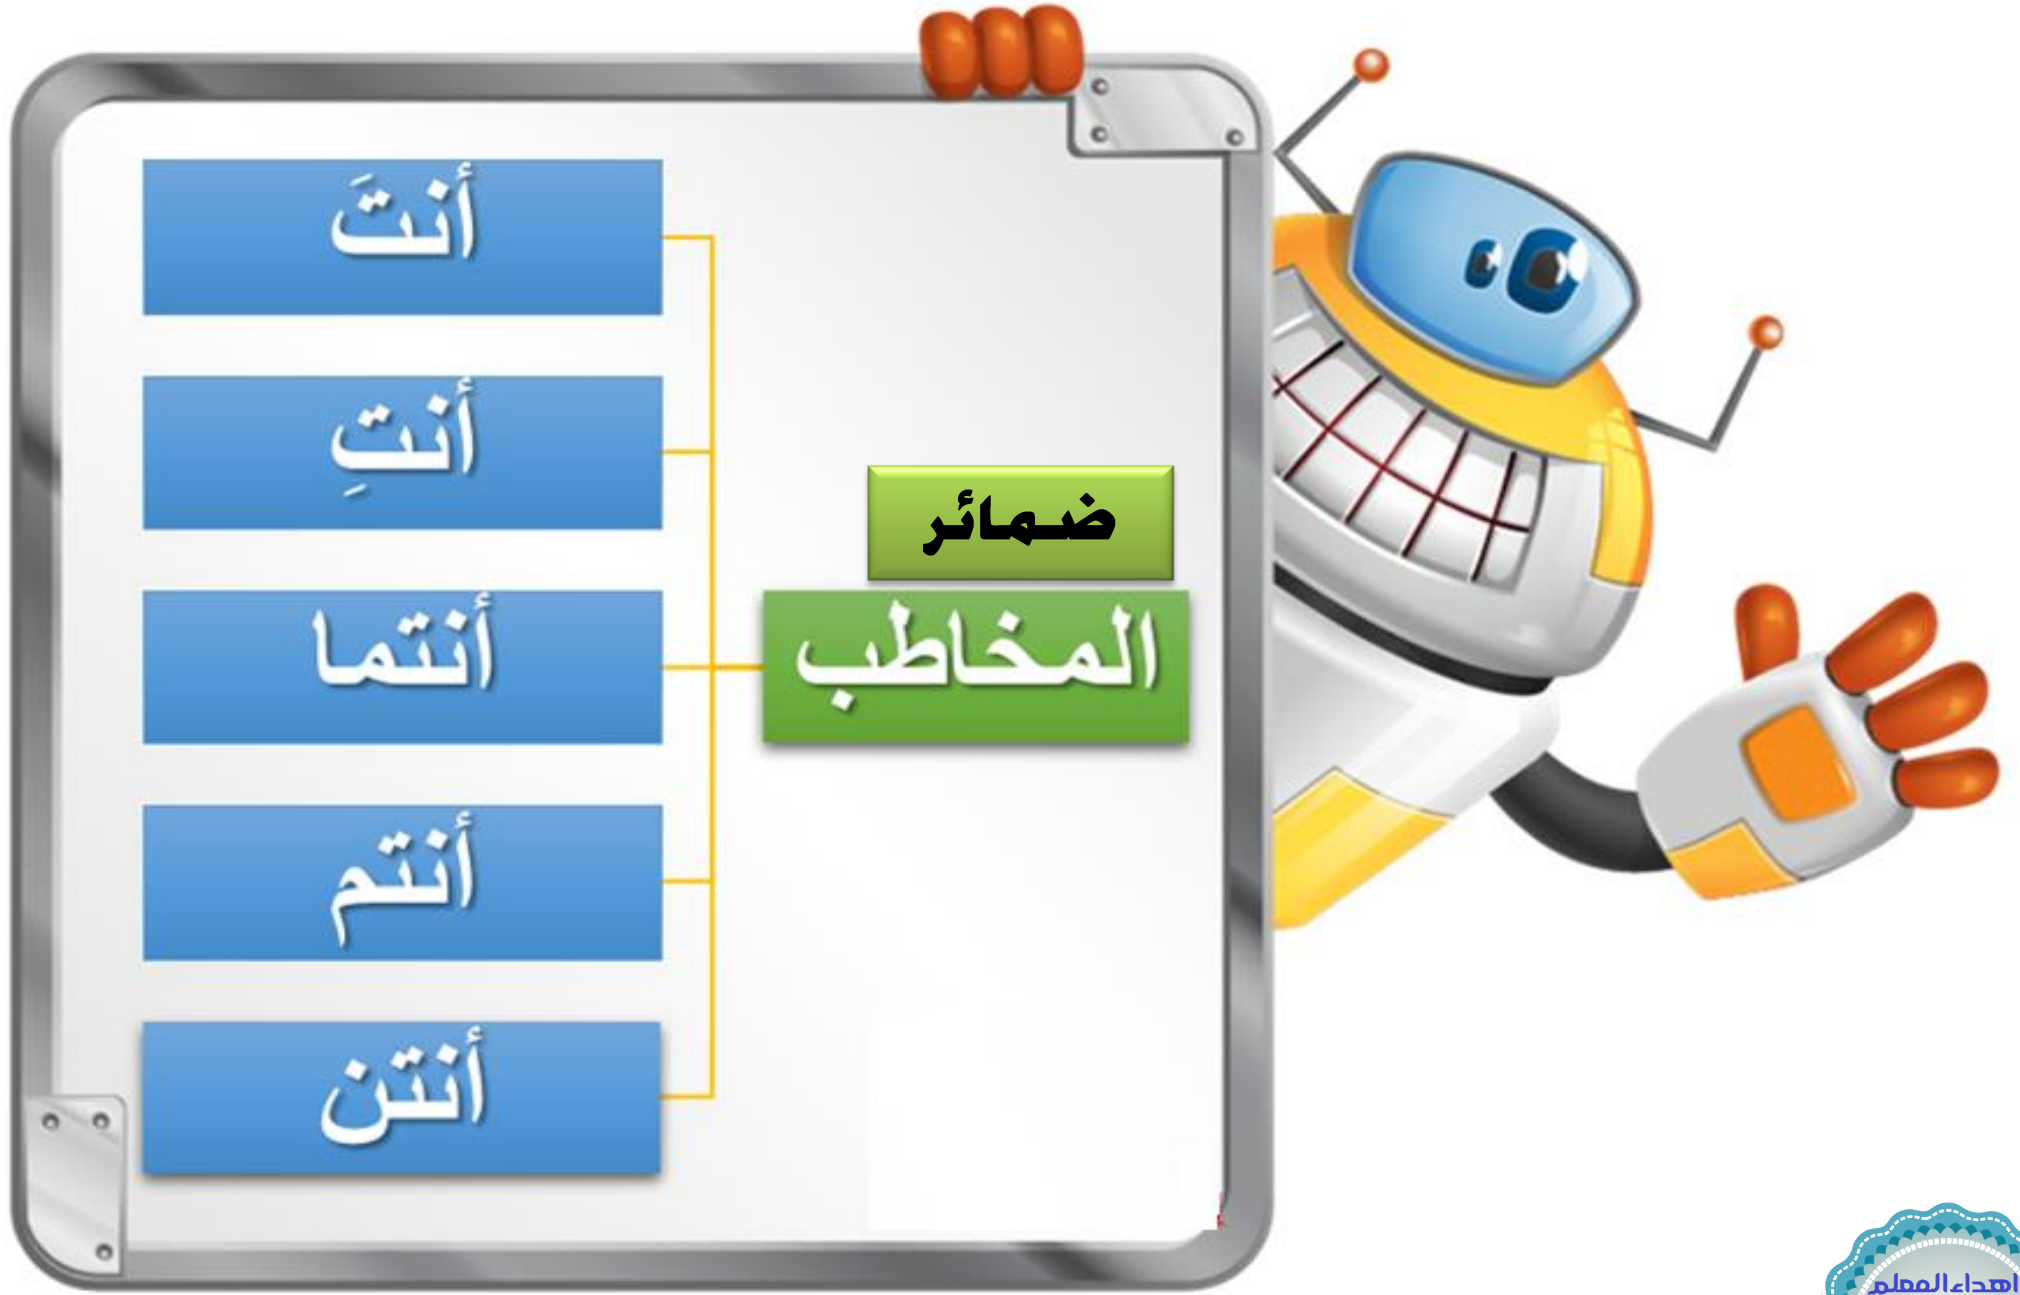 ضمائر
المخاطب
أنتَ
أنتِ
أنتما
أنتم
أنتن
اهداء المعلم